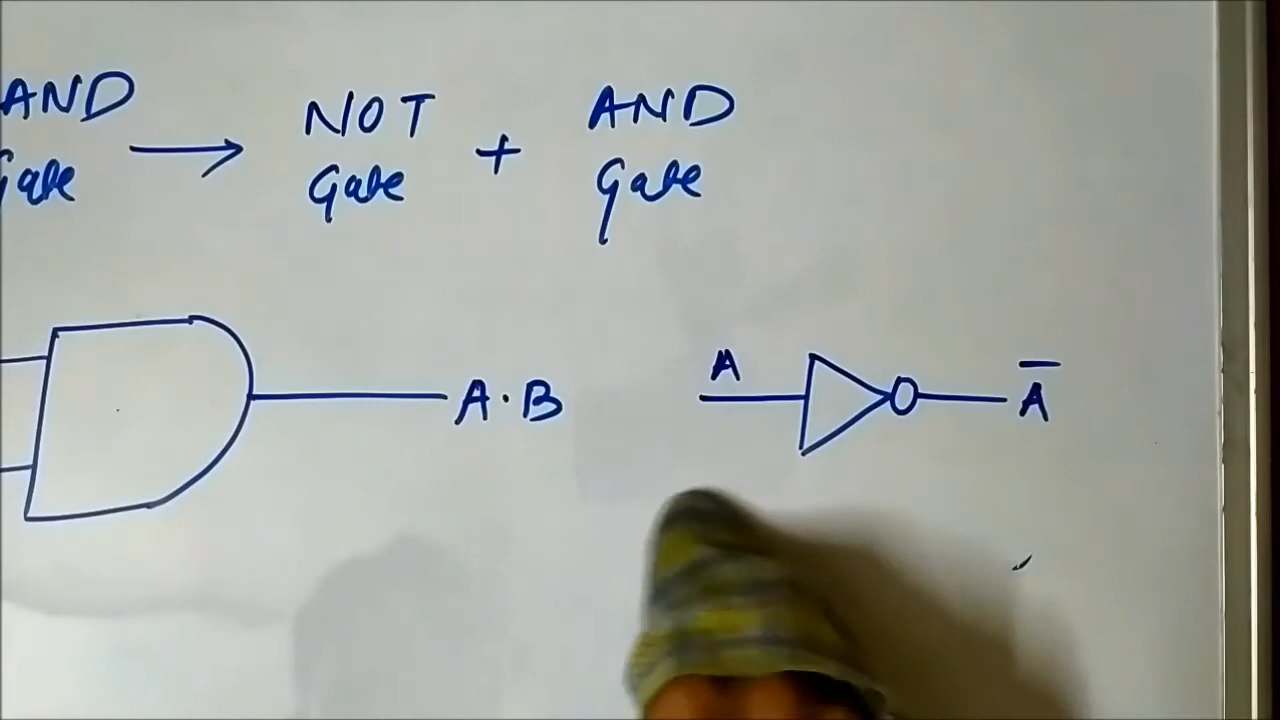 AND → NOT + AND
Gate Gate Gate
A·B A A̅